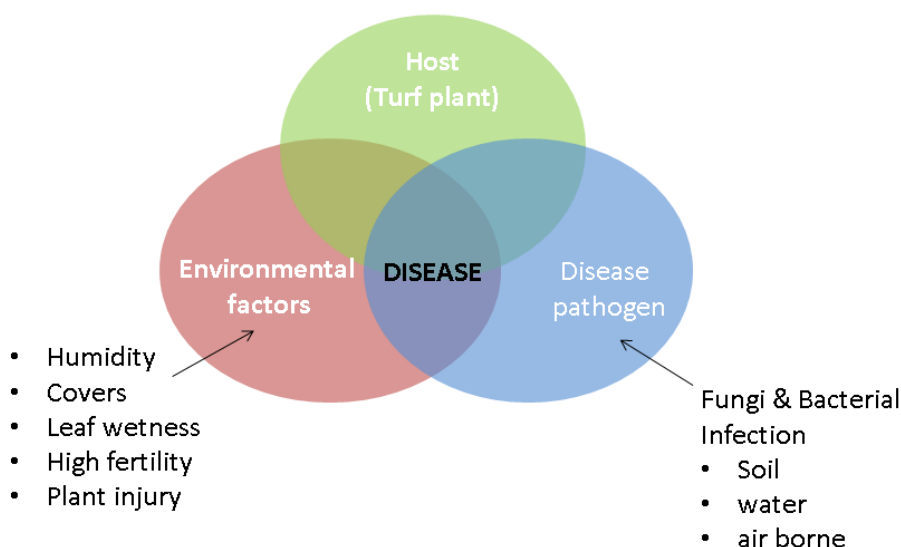 Host
(Turf plant)
Environmental
factors
DISEASE
Disease
pathogen
• Humidity
• Covers
• Leaf wetness
• High fertility
• Plant injury
Fungi & Bacterial
Infection
• Soil
• water
• air borne